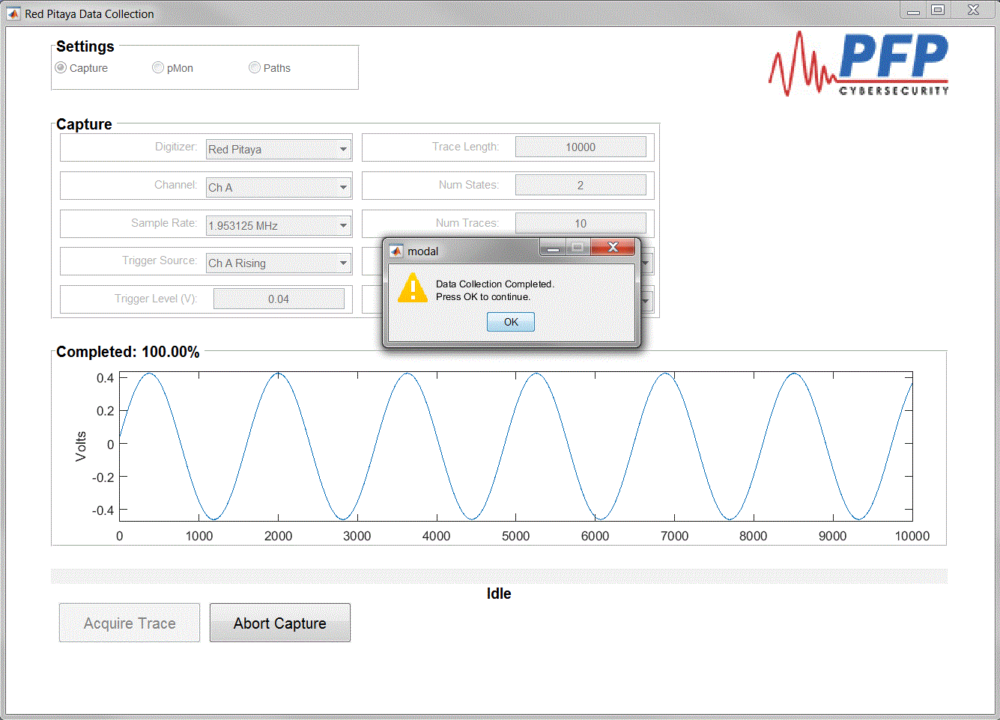 Red Pitaya Data Collection
Settings
Capture
pMon
Paths
PFP
CYBERSECURITY
Capture
Digitizer: Red Pitaya
Trace Length: 10000
Channel: Ch A
Num States: 2
Sample Rate: 1.953125 MHz
Num Traces: 10
Trigger Source: Ch A Rising
Trigger Level (V): 0.04
modal
Data Collection Completed.
Press OK to continue.
OK
Completed: 100.00%
0.4
0.2
0
-0.2
-0.4
Volts
0 1000 2000 3000 4000 5000 6000 7000 8000 9000 10000
Idle
Acquire Trace
Abort Capture